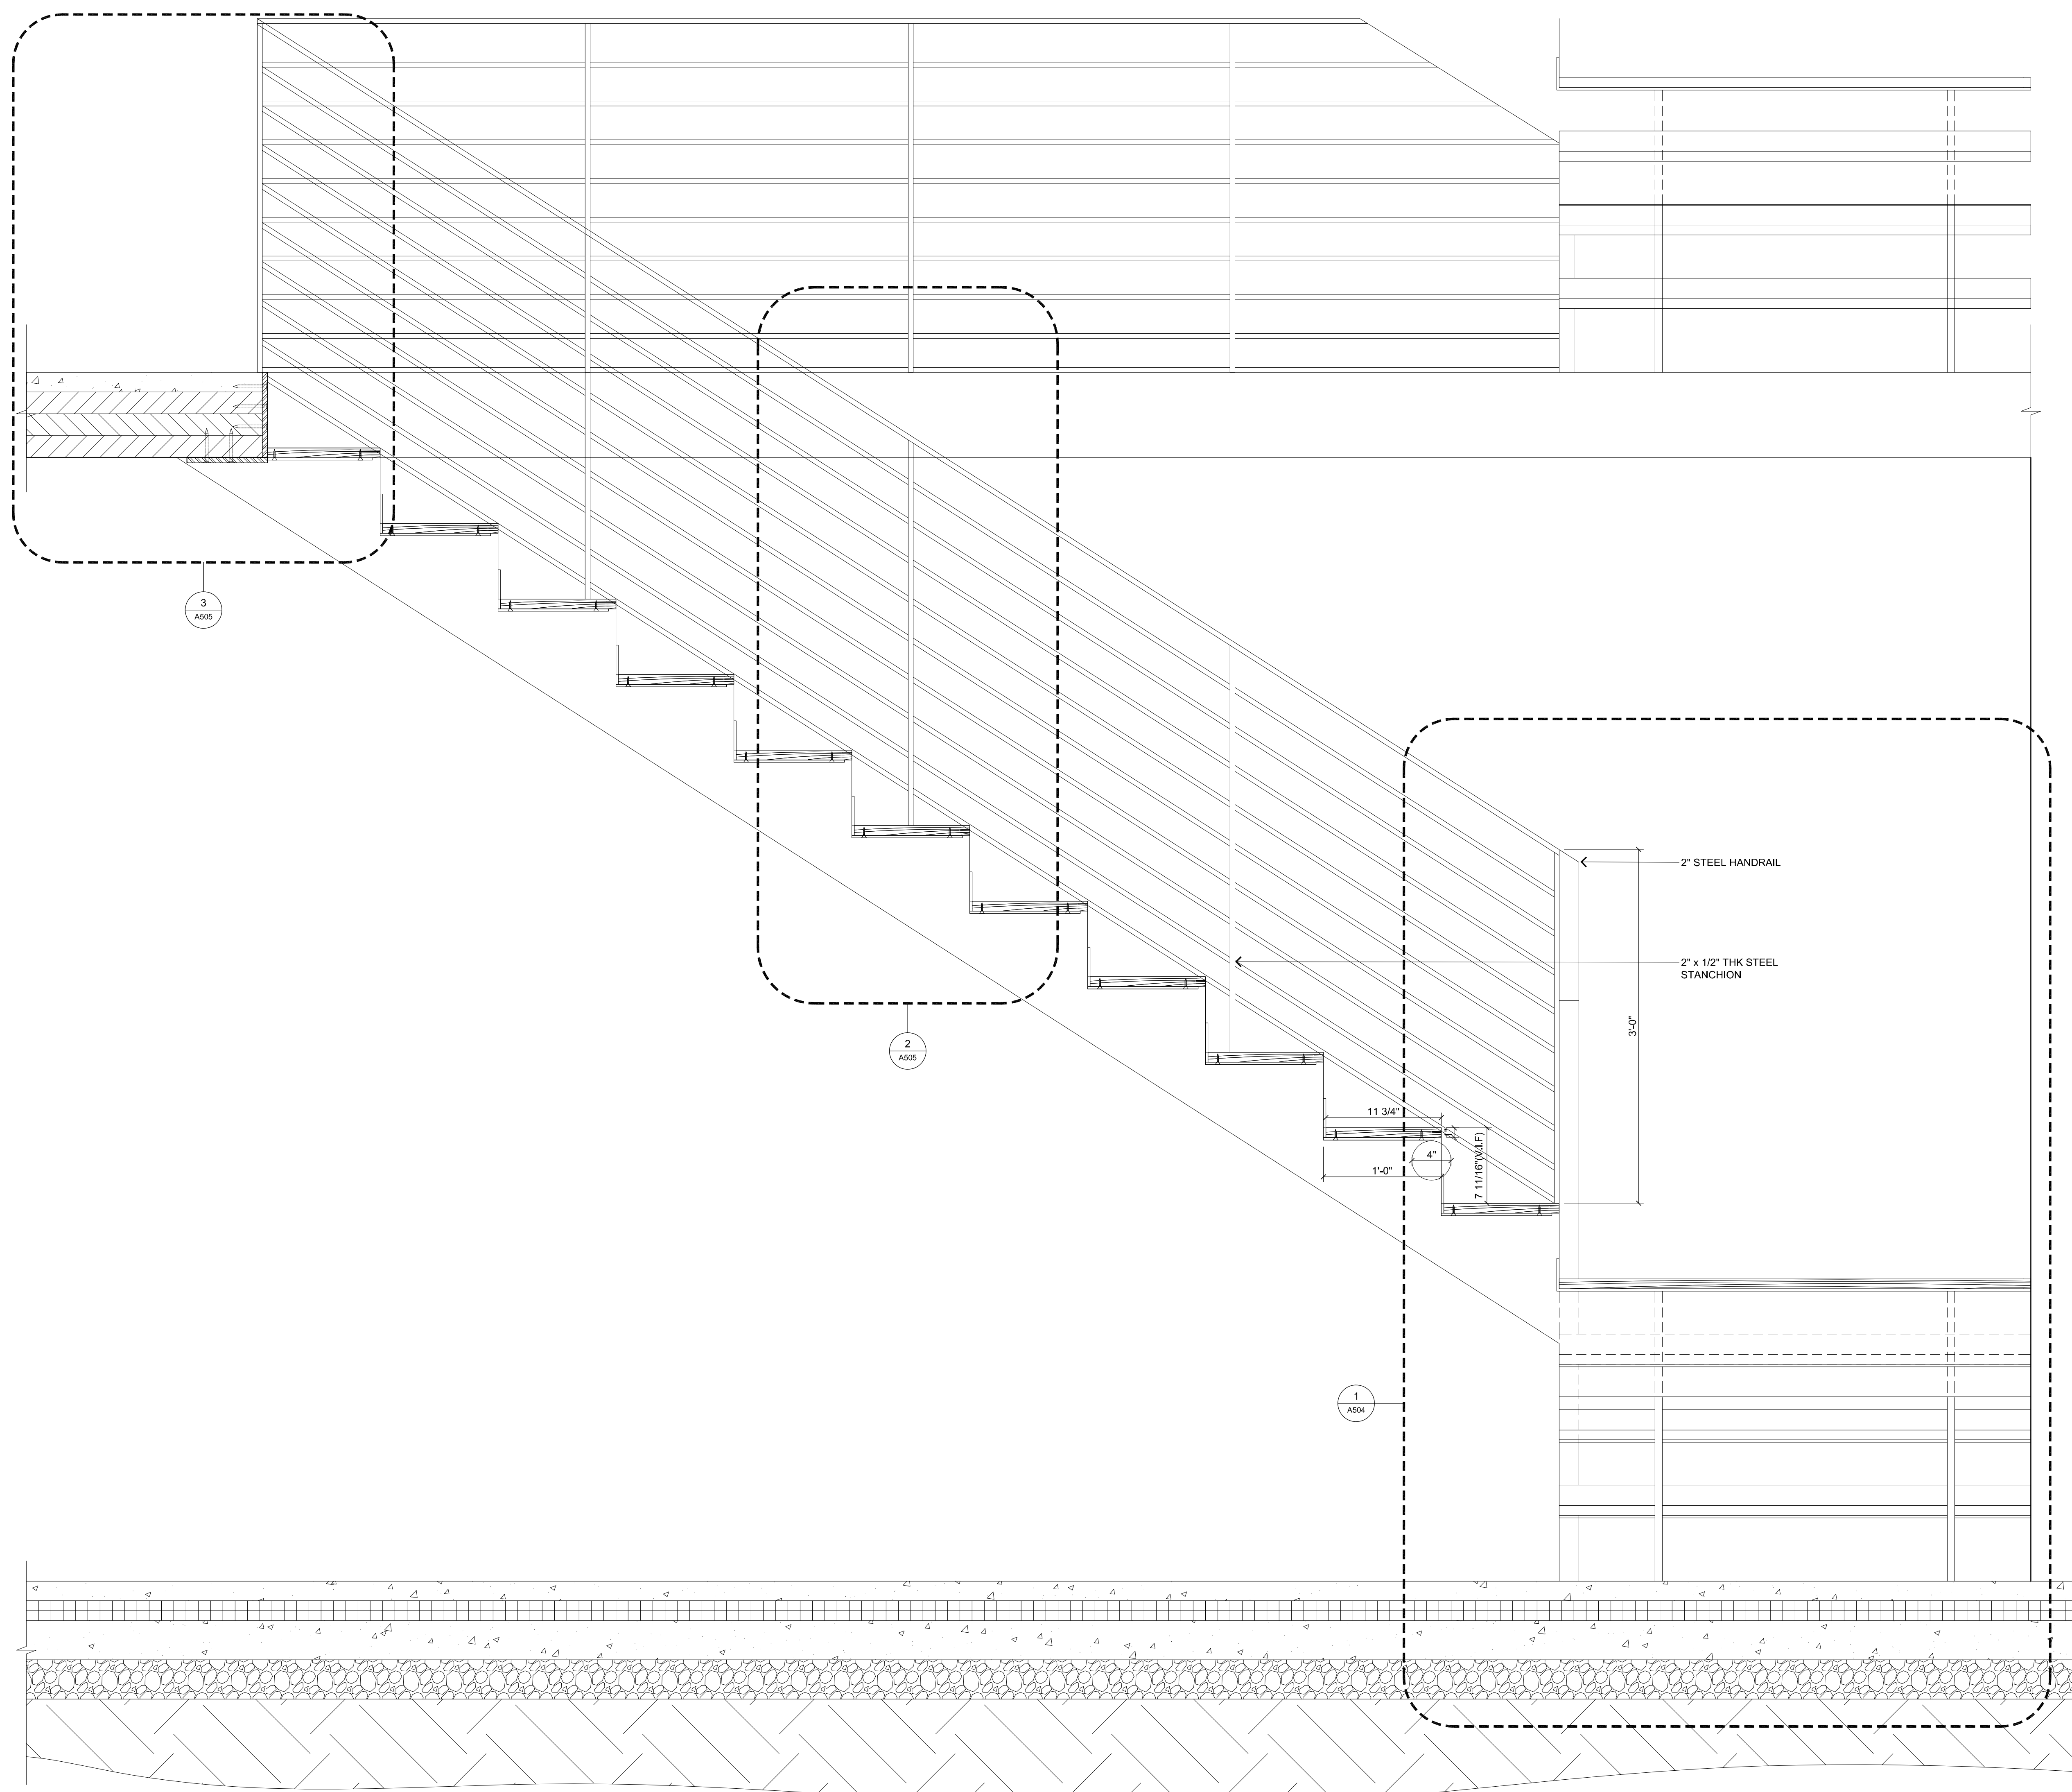 3
A505
2" STEEL HANDRAIL
2" x 1/2" THK STEEL
STANCHION
3'-0"
2
A505
11 3/4"
1"
4"
7 11/16"(V.I.F)
1'-0"
1
A504